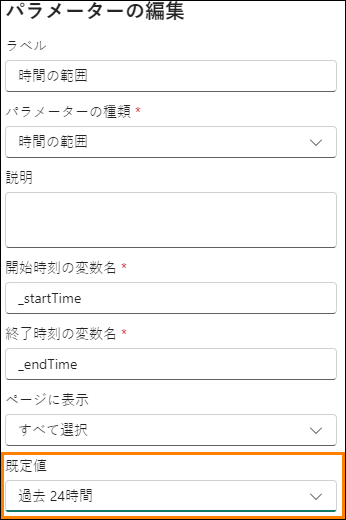 パラメーターの編集
ラベル
時間の範囲
パラメーターの種類 *
時間の範囲
説明
開始時刻の変数名 *
_startTime
終了時刻の変数名 *
_endTime
ページに表示
すべて選択
既定値
過去 24時間